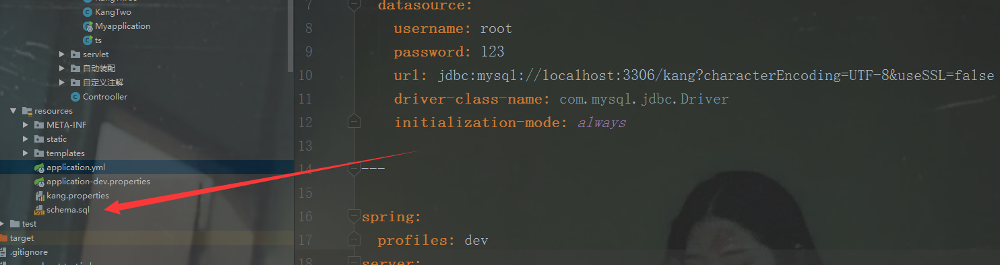 KangTwo
Myapplication
ts
servlet
自动装配
自定义注解
Controoller
resources
META-INF
static
templates
application.yml
application-dev.properties
kang.properties
schema.sql
test
target
.gitignore
7 datasource:
8 username: root
9 password: 123
10 url: jdbc:mysql://localhost:3306/kang?characterEncoding=UTF-8&useSSL=false
11 driver-class-name: com.mysql.jdbc.Driver
12 initialization-mode: always
13
14 ---
15
16 spring:
17 profiles: dev
18 server: